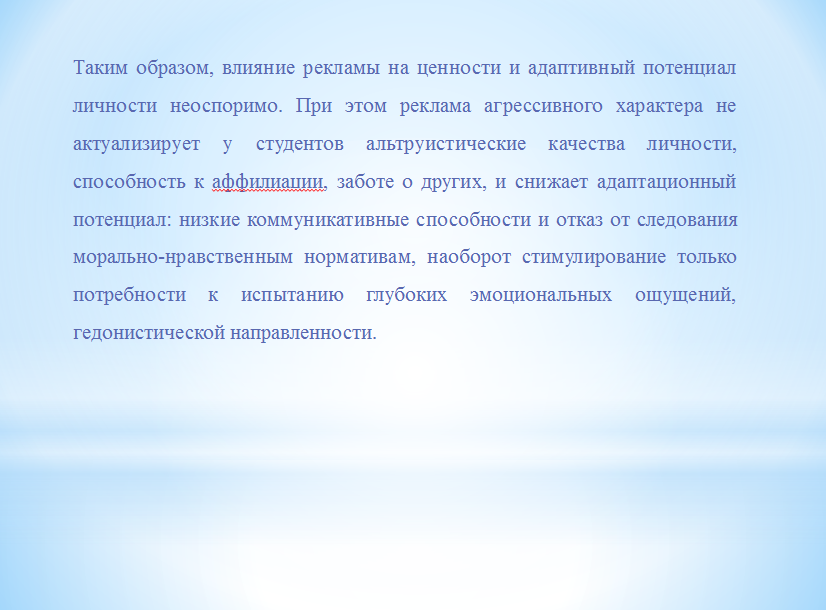 Таким образом, влияние рекламы на ценности и адаптивный потенциал
личности неоспоримо. При этом реклама агрессивного характера не
актуализирует у студентов альтруистические качества личности,
способность к аффилиации, заботе о других, и снижает адаптационный
потенциал: низкие коммуникативные способности и отказ от следования
морально-нравственным нормативам, наоборот стимулирование только
потребности к испытанию глубоких эмоциональных ощущений,
гедонистической направленности.